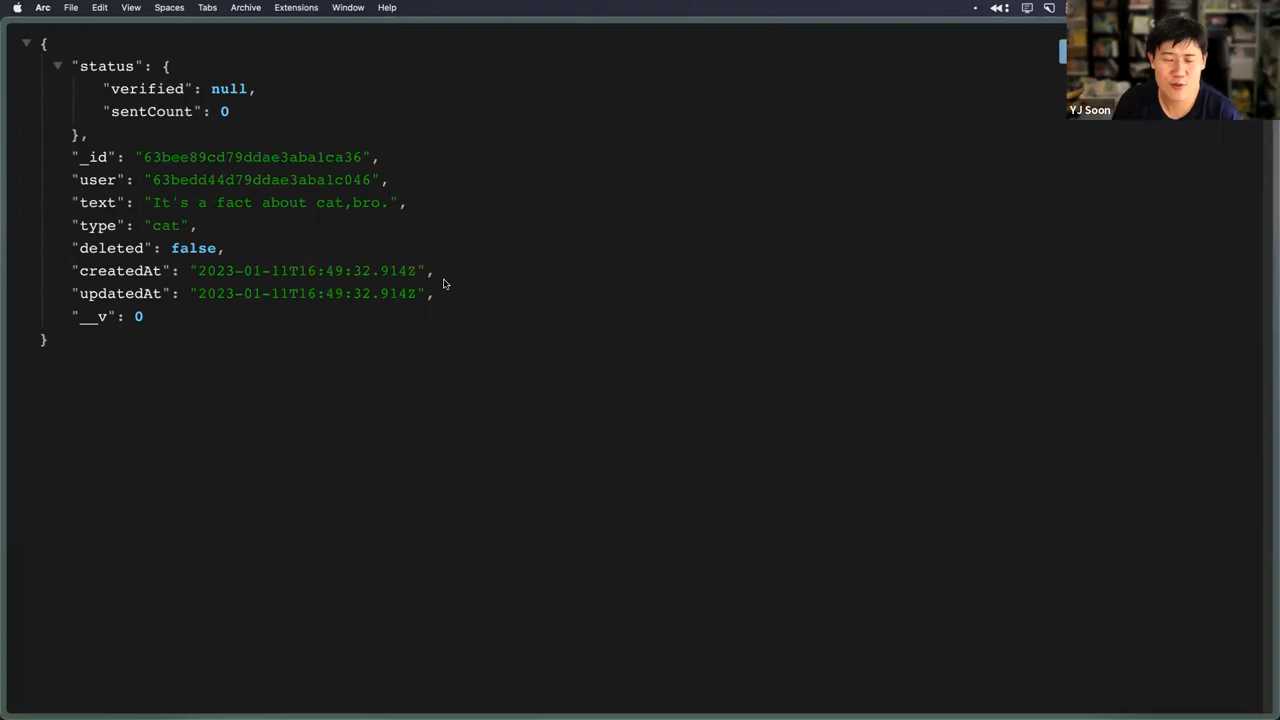 Arc File Edit View Spaces Tabs Archive Extensions Window Help
{
"status": {
"verified": null,
"sentCount": 0
},
"_id": "63bee89cd79ddae3aba1ca36",
"user": "63bedd44d79ddae3aba1c046",
"text": "It's a fact about cat,bro.",
"type": "cat",
"deleted": false,
"createdAt": "2023-01-11T16:49:32.914Z",
"updatedAt": "2023-01-11T16:49:32.914Z",
"__v": 0
}
YJ Soon